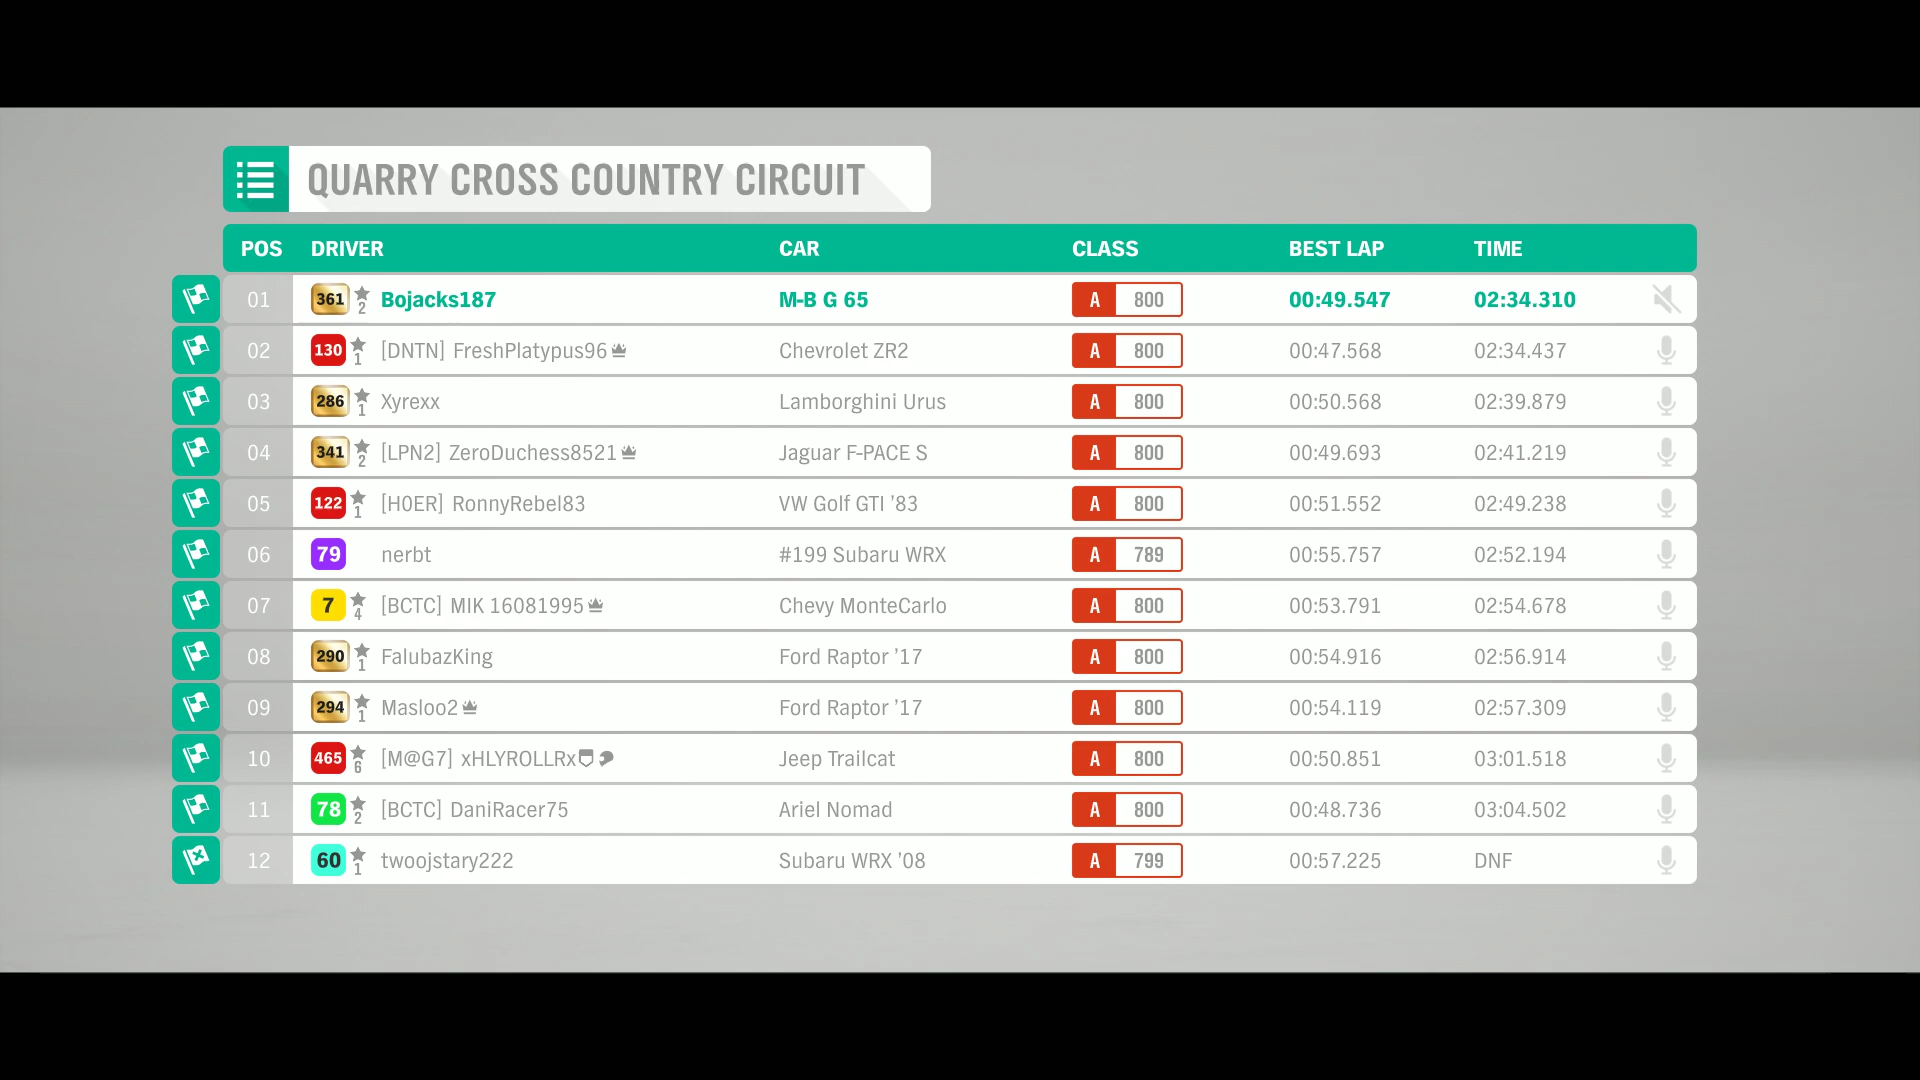 QUARRY CROSS COUNTRY CIRCUIT
POS DRIVER CAR CLASS BEST LAP TIME
01 361 2 Bojacks187 M-B G 65 A 800 00:49.547 02:34.310
02 130 1 [DNTN] FreshPlatypus96 Chevrolet ZR2 A 800 00:47.568 02:34.437
03 286 1 Xyrexx Lamborghini Urus A 800 00:50.568 02:39.879
04 341 2 [LPN2] ZeroDuchess8521 Jaguar F-PACE S A 800 00:49.693 02:41.219
05 122 1 [H0ER] RonnyRebel83 VW Golf GTI ’83 A 800 00:51.552 02:49.238
06 79 nerbt #199 Subaru WRX A 789 00:55.757 02:52.194
07 7 4 [BCTC] MIK 16081995 Chevy MonteCarlo A 800 00:53.791 02:54.678
08 290 1 FalubazKing Ford Raptor ’17 A 800 00:54.916 02:56.914
09 294 1 Masloo2 Ford Raptor ’17 A 800 00:54.119 02:57.309
10 465 6 [M@G7] xHLYROLLRx Jeep Trailcat A 800 00:50.851 03:01.518
11 78 2 [BCTC] DaniRacer75 Ariel Nomad A 800 00:48.736 03:04.502
12 60 1 twoojstary222 Subaru WRX ’08 A 799 00:57.225 DNF